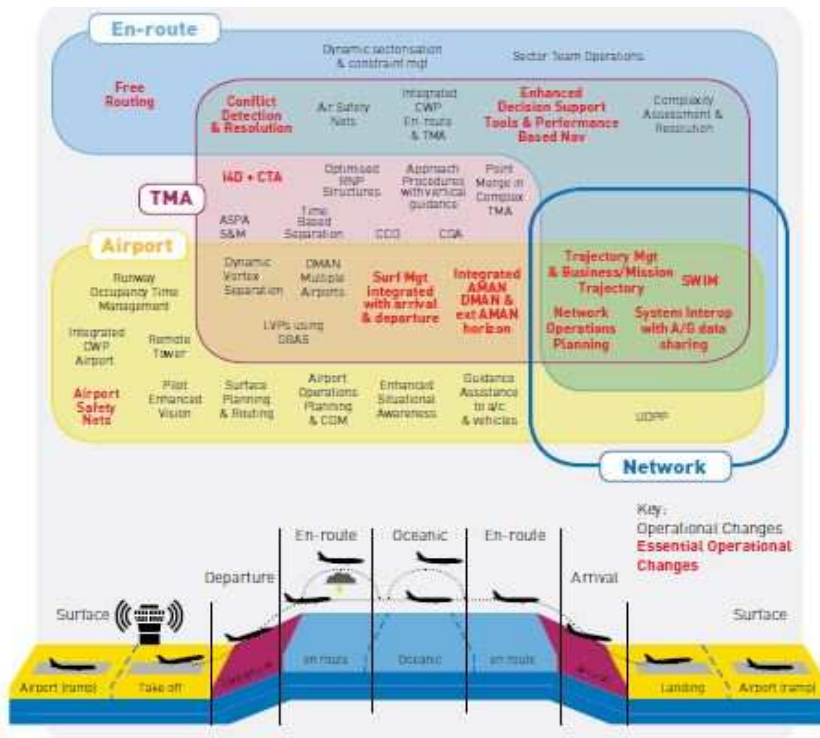 En-route
Dynamic sectorisation
& constraint mgt
Sector Team Operations
Free
Routing
Conflict
Detection
& Resolution
Air Safety
Nets
Integrated
CWP
En-route
& TMA
Enhanced
Decision Support
Tools & Performance
Based Nav
Complexity
Assessment &
Resolution
TMA
I4D + CTA
Optimised
RNP
Structures
Approach
Procedures
with vertical
guidance
Point
Merge in
Complex
TMA
ASPA
S&M
Time
Based
Separation
CCO
Airport
Runway
Occupancy Time
Management
Dynamic
Vortex
Separation
DMAN
Multiple
Airports
Surf Mgt
integrated
with arrival
& departure
Integrated
AMAN
DMAN &
ext AMAN
horizon
Trajectory Mgt
& Business/Mission
Trajectory
SWIM
Integrated
CWP
Airport
Remote
Tower
LVPs using
GBAS
Network
Operations
Planning
System Interop
with A/G data
sharing
Airport
Safety
Nets
Pilot
Enhanced
Vision
Surface
Planning
& Routing
Airport
Operations
Planning
& CDM
Enhanced
Situational
Awareness
Guidance
Assistance
to a/c
& vehicles
UDPP
Network
Key:
Operational Changes
Essential Operational
Changes
En-route
Oceanic
En-route
Departure
Arrival
Surface
Surface
Airport (ramp)
Take off
en route
Oceanic
en route
Landing
Airport (ramp)